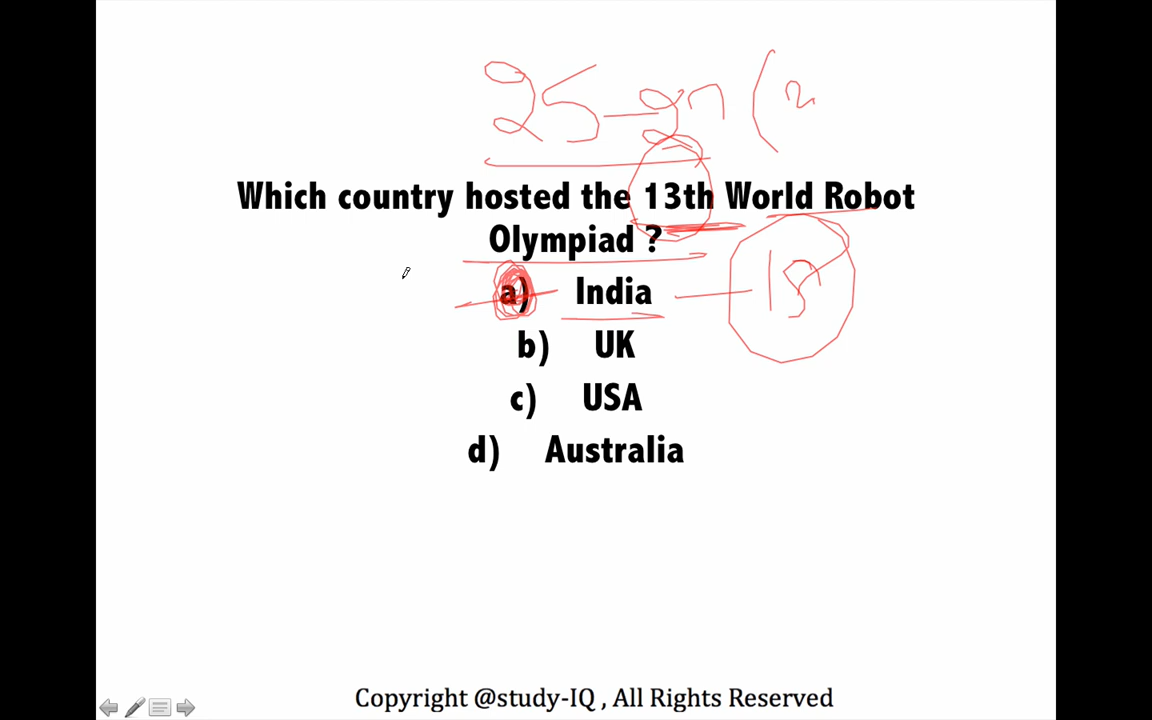 Which country hosted the 13th World Robot
Olympiad ?
a) India
b) UK
c) USA
d) Australia
Copyright @study-IQ , All Rights Reserved